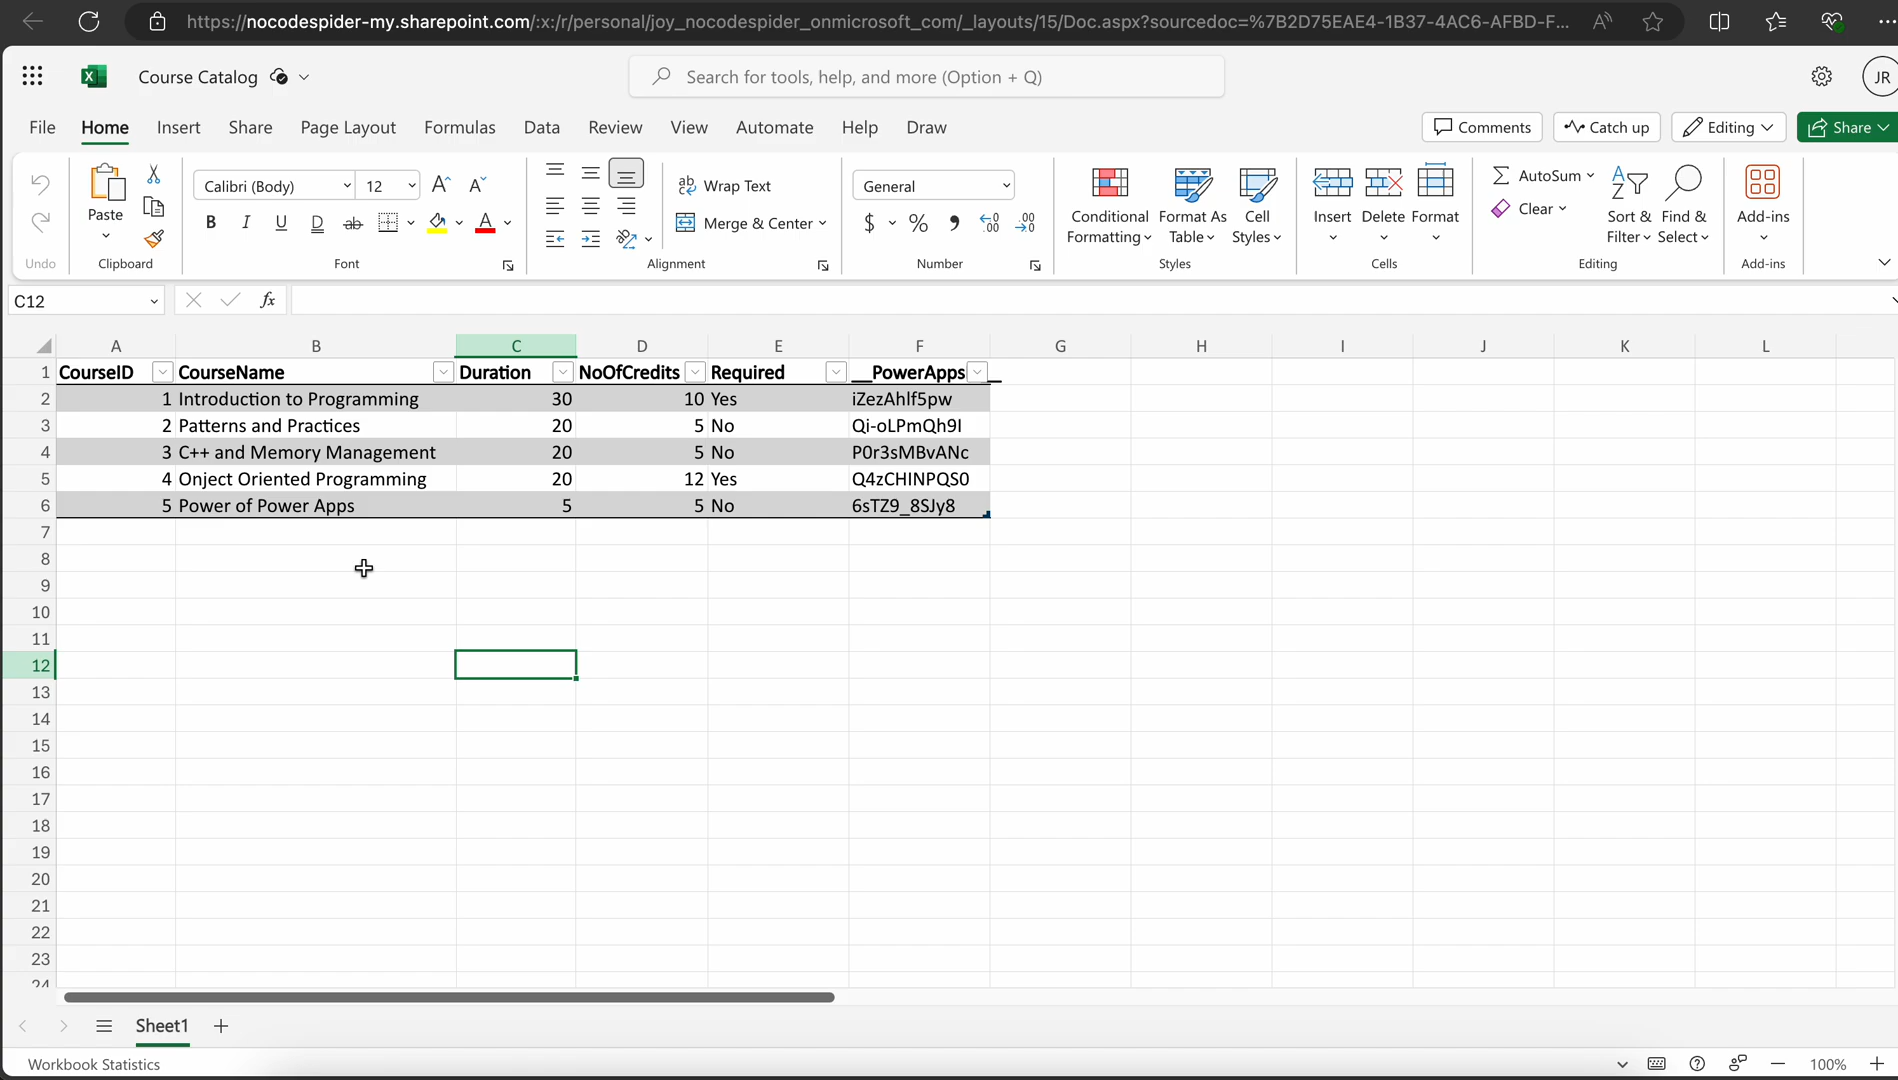 https://nocodespider-my.sharepoint.com/:x:/r/personal/joy_nocodespider_onmicrosoft_com/_layouts/15/Doc.aspx?sourcedoc=%7B2D75EAE4-1B37-4AC6-AFBD-F...
Course Catalog
Search for tools, help, and more (Option + Q)
JR
File Home Insert Share Page Layout Formulas Data Review View Automate Help Draw
Comments Catch up Editing Share
Paste
Calibri (Body) 12
Wrap Text
Merge & Center
General
Conditional Formatting
Format As Table
Cell Styles
Insert Delete Format
AutoSum
Clear
Sort & Filter
Find & Select
Add-ins
Undo Clipboard Font Alignment Number Styles Cells Editing Add-ins
C12 fx
A B C D E F G H I J K L
1 CourseID CourseName Duration NoOfCredits Required __PowerApps
2 1 Introduction to Programming 30 10 Yes iZezAhlf5pw
3 2 Patterns and Practices 20 5 No Qi-oLPmQh9I
4 3 C++ and Memory Management 20 5 No P0r3sMBvANc
5 4 Onject Oriented Programming 20 12 Yes Q4zCHINPQS0
6 5 Power of Power Apps 5 5 No 6sTZ9_8SJy8
7
8
9
10
11
12
13
14
15
16
17
18
19
20
21
22
23
24
Sheet1
Workbook Statistics 100%